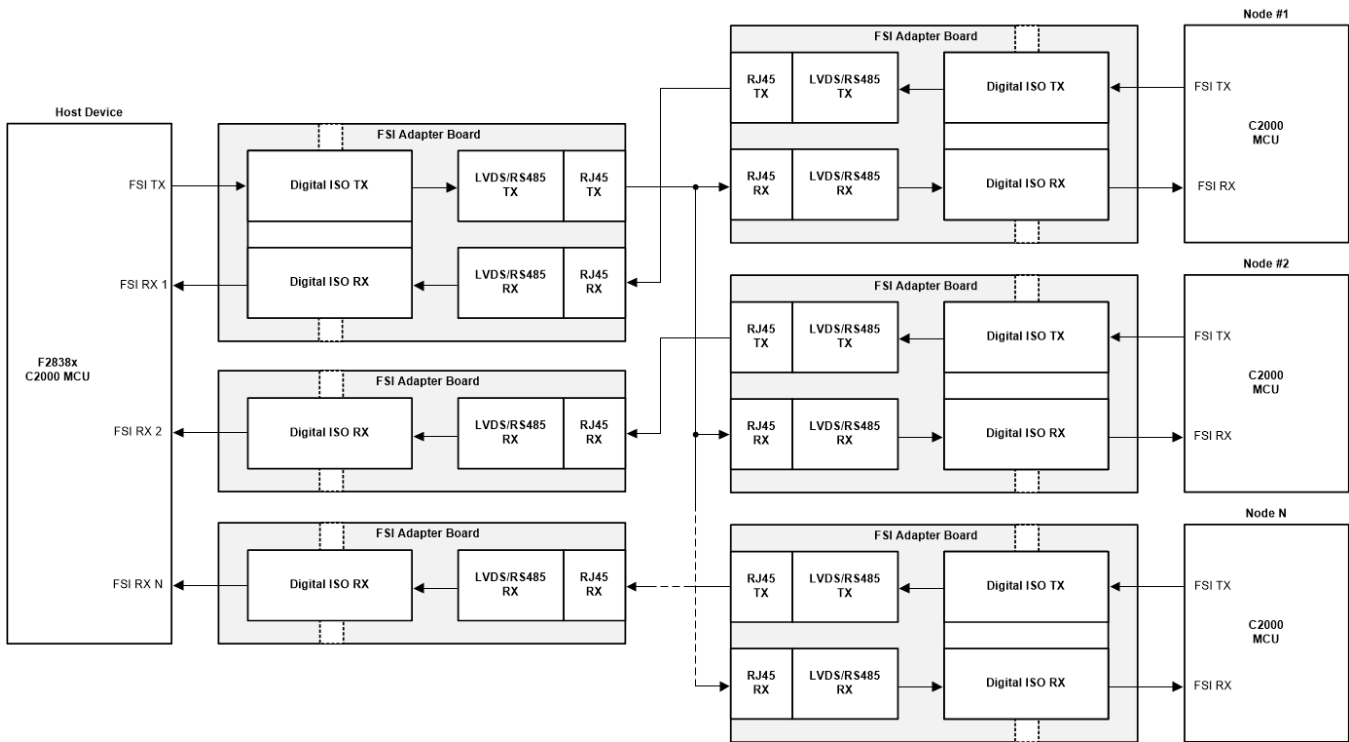 Host Device
FSI TX
FSI RX 1
F2838x
C2000 MCU
FSI RX 2
FSI RX N
FSI Adapter Board
Digital ISO TX
LVDS/RS485
TX
RJ45
TX
Digital ISO RX
LVDS/RS485
RX
RJ45
RX
FSI Adapter Board
Digital ISO RX
LVDS/RS485
RX
RJ45
RX
FSI Adapter Board
Digital ISO RX
LVDS/RS485
RX
RJ45
RX
FSI Adapter Board
RJ45
TX
LVDS/RS485
TX
Digital ISO TX
RJ45
RX
LVDS/RS485
RX
Digital ISO RX
Node #1
FSI TX
C2000
MCU
FSI RX
FSI Adapter Board
RJ45
TX
LVDS/RS485
TX
Digital ISO TX
RJ45
RX
LVDS/RS485
RX
Digital ISO RX
Node #2
FSI TX
C2000
MCU
FSI RX
FSI Adapter Board
RJ45
TX
LVDS/RS485
TX
Digital ISO TX
RJ45
RX
LVDS/RS485
RX
Digital ISO RX
Node N
FSI TX
C2000
MCU
FSI RX